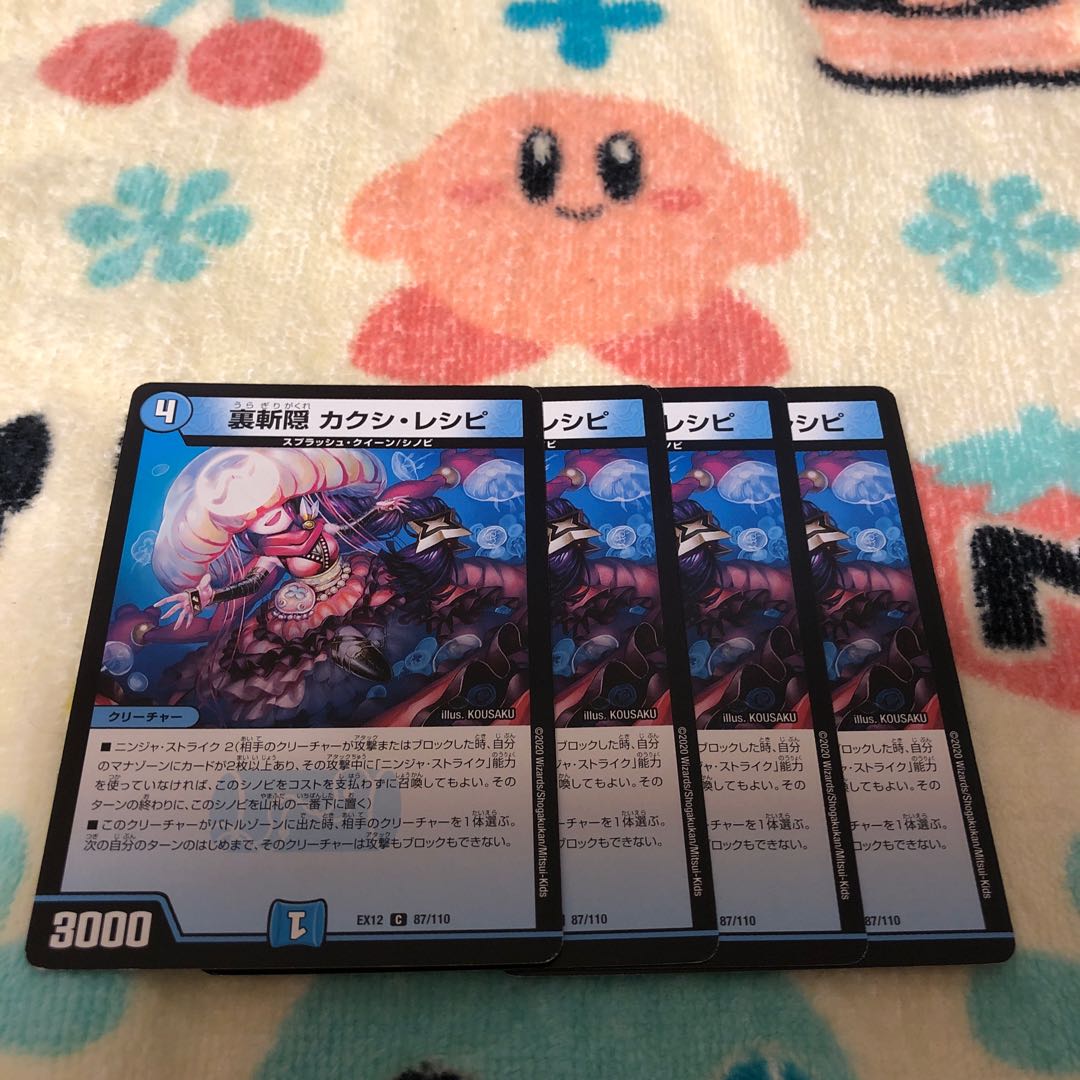 4
うら ぎり がくれ
裏斬隠 カクシ・レシピ
スプラッシュ・クイーン/シノビ
illus. KOUSAKU
クリーチャー
■ ニンジャ・ストライク 2(相手のクリーチャーが攻撃またはブロックした時、自分
のマナゾーンにカードが2枚以上あり、その攻撃中に「ニンジャ・ストライク」能力
を使っていなければ、このシノビをコストを支払わずに召喚してもよい。その
ターンの終わりに、このシノビを山札の一番下に置く)
■ このクリーチャーがバトルゾーンに出た時、相手のクリーチャーを1体選ぶ。
次の自分のターンのはじめまで、そのクリーチャーは攻撃もブロックもできない。
3000
1
EX12 C 87/110
©2020 Wizards/Shogakukan/Mitsui-Kids
レシピ
ビ
illus. KOUSAKU
ブロックした時、自分
・ストライク」能力
喚してもよい。その
ャーを1体選ぶ。
ロックもできない。
87/110
©2020 Wizards/Shogakukan/Mitsui-Kids
レシピ
ノビ
illus. KOUSAKU
ブロックした時、自分
・ストライク」能力
喚してもよい。その
ャーを1体選ぶ。
ロックもできない。
87/110
©2020 Wizards/Shogakukan/Mitsui-Kids
レシピ
illus. KOUSAKU
ロックした時、自分
・ストライク」能力
喚してもよい。その
ャーを1体選ぶ。
ロックもできない。
87/110
©2020 Wizards/Shogakukan/Mitsui-Kids